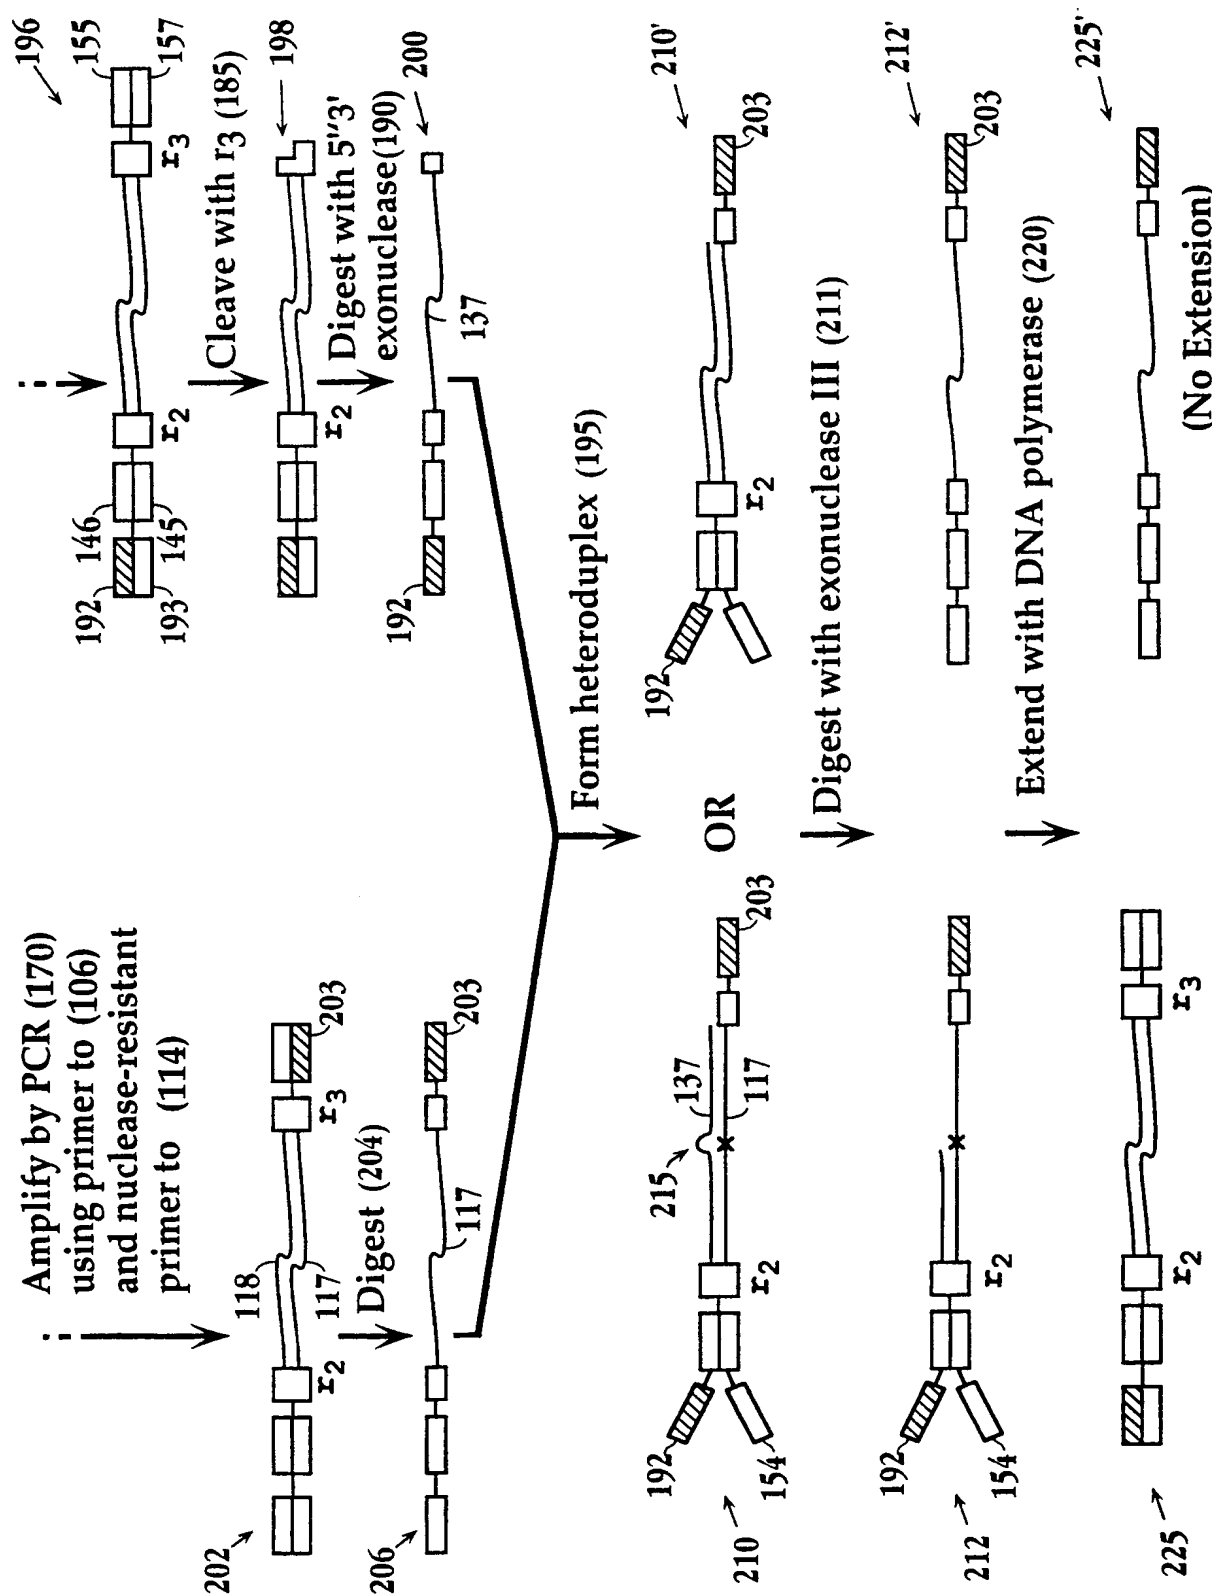 Amplify by PCR (170)
using primer to (106)
and nuclease-resistant
primer to (114)
202
118
117
r2
r3
203
Digest (204)
206
117
203
196
192
146
155
193
145
157
r2
r3
Cleave with r3 (185)
198
r2
Digest with 5"3'
exonuclease(190)
200
192
137
Form heteroduplex (195)
192
215
137
203
154
117
r2
210
OR
192
r2
203
210'
Digest with exonuclease III (211)
192
154
r2
212
203
212'
Extend with DNA polymerase (220)
r2
r3
225
225'
(No Extension)